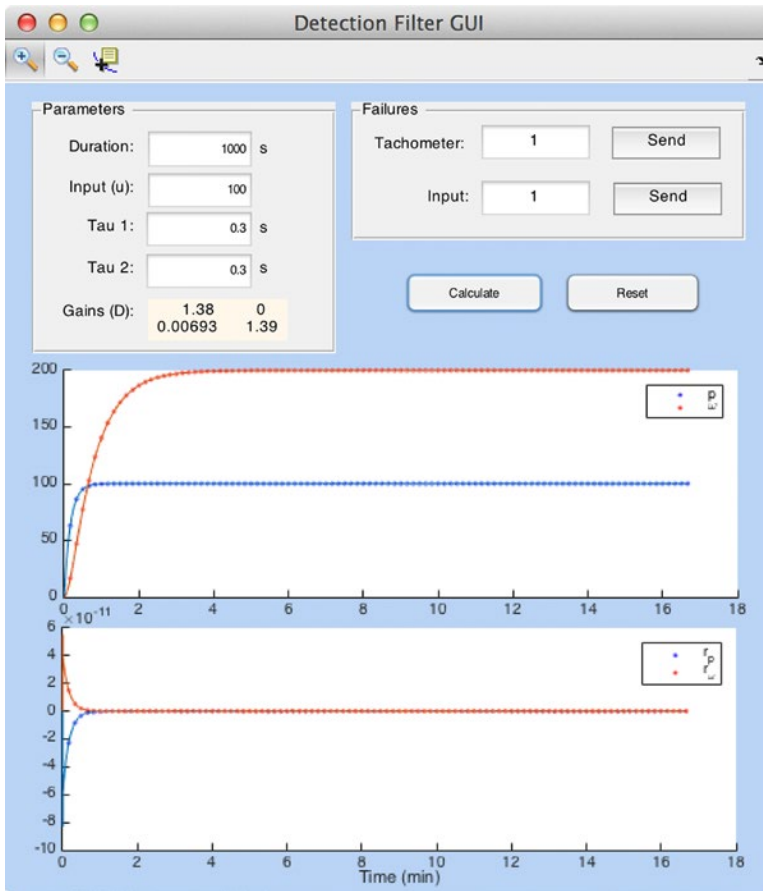 Detection Filter GUI
Parameters
Duration: 1000 s
Input (u): 100
Tau 1: 0.3 s
Tau 2: 0.3 s
Gains (D): 1.38 0
0.00693 1.39
Failures
Tachometer: 1 Send
Input: 1 Send
Calculate Reset
200
150
100
50
0
0 2 4 6 8 10 12 14 16 18
p
ω
×10⁻¹¹
6
4
2
0
-2
-4
-6
-8
-10
0 2 4 6 8 10 12 14 16 18
r_p
r_ω
Time (min)